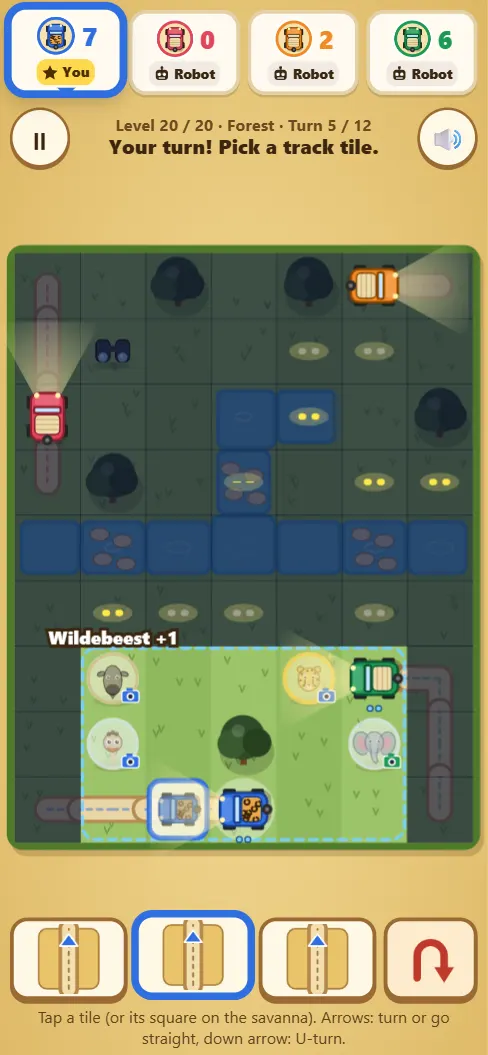 7
You
0
Robot
2
Robot
6
Robot
Level 20 / 20 · Forest · Turn 5 / 12
Your turn! Pick a track tile.
Wildebeest +1
Tap a tile (or its square on the savanna). Arrows: turn or go
straight, down arrow: U-turn.